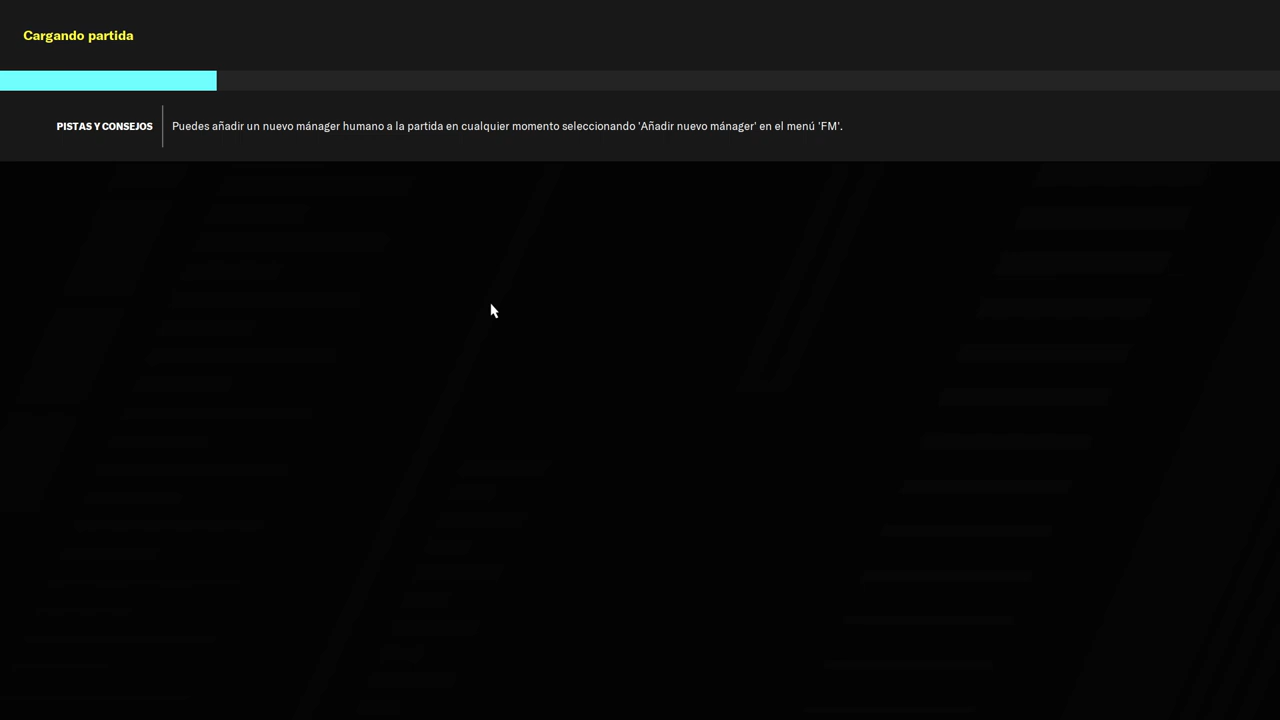 Cargando partida
PISTAS Y CONSEJOS
Puedes añadir un nuevo mánager humano a la partida en cualquier momento seleccionando 'Añadir nuevo mánager' en el menú 'FM'.